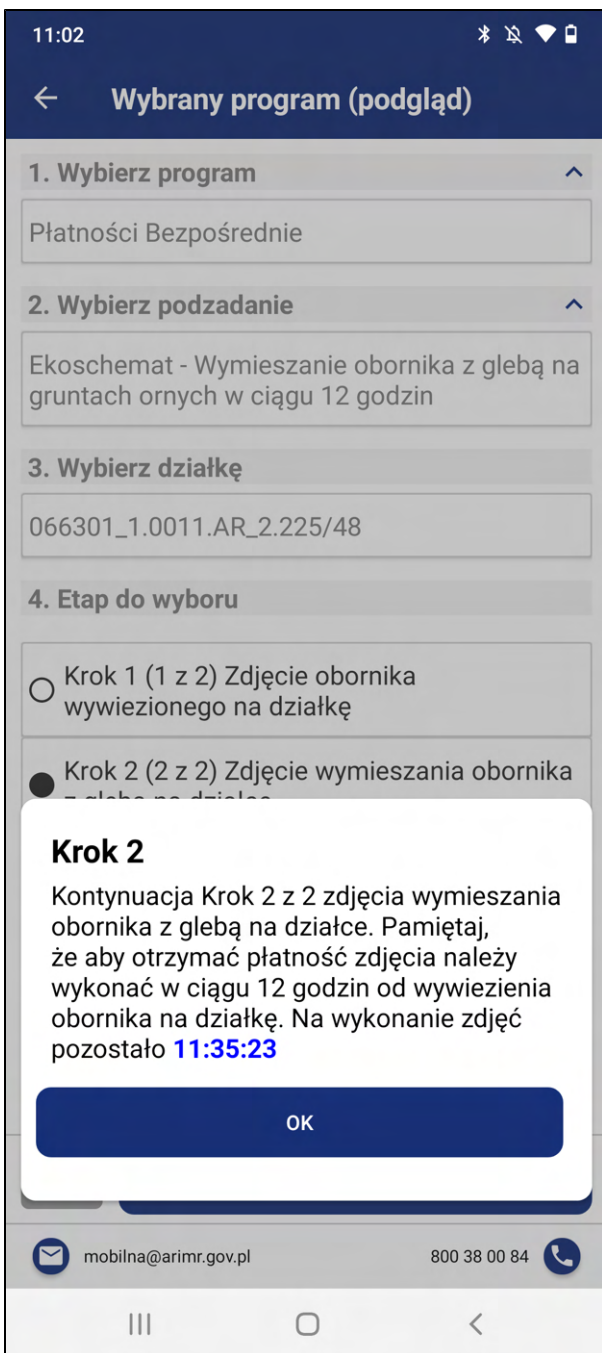 11:02
Wybrany program (podgląd)
1. Wybierz program
Płatności Bezpośrednie
2. Wybierz podzadanie
Ekoschemat - Wymieszanie obornika z glebą na
gruntach ornych w ciągu 12 godzin
3. Wybierz działkę
066301_1.0011.AR_2.225/48
4. Etap do wyboru
Krok 1 (1 z 2) Zdjęcie obornika
wywiezionego na działkę
Krok 2 (2 z 2) Zdjęcie wymieszania obornika
Krok 2
Kontynuacja Krok 2 z 2 zdjęcia wymieszania
obornika z glebą na działce. Pamiętaj,
że aby otrzymać płatność zdjęcia należy
wykonać w ciągu 12 godzin od wywiezienia
obornika na działkę. Na wykonanie zdjęć
pozostało 11:35:23
OK
mobilna@arimr.gov.pl
800 38 00 84